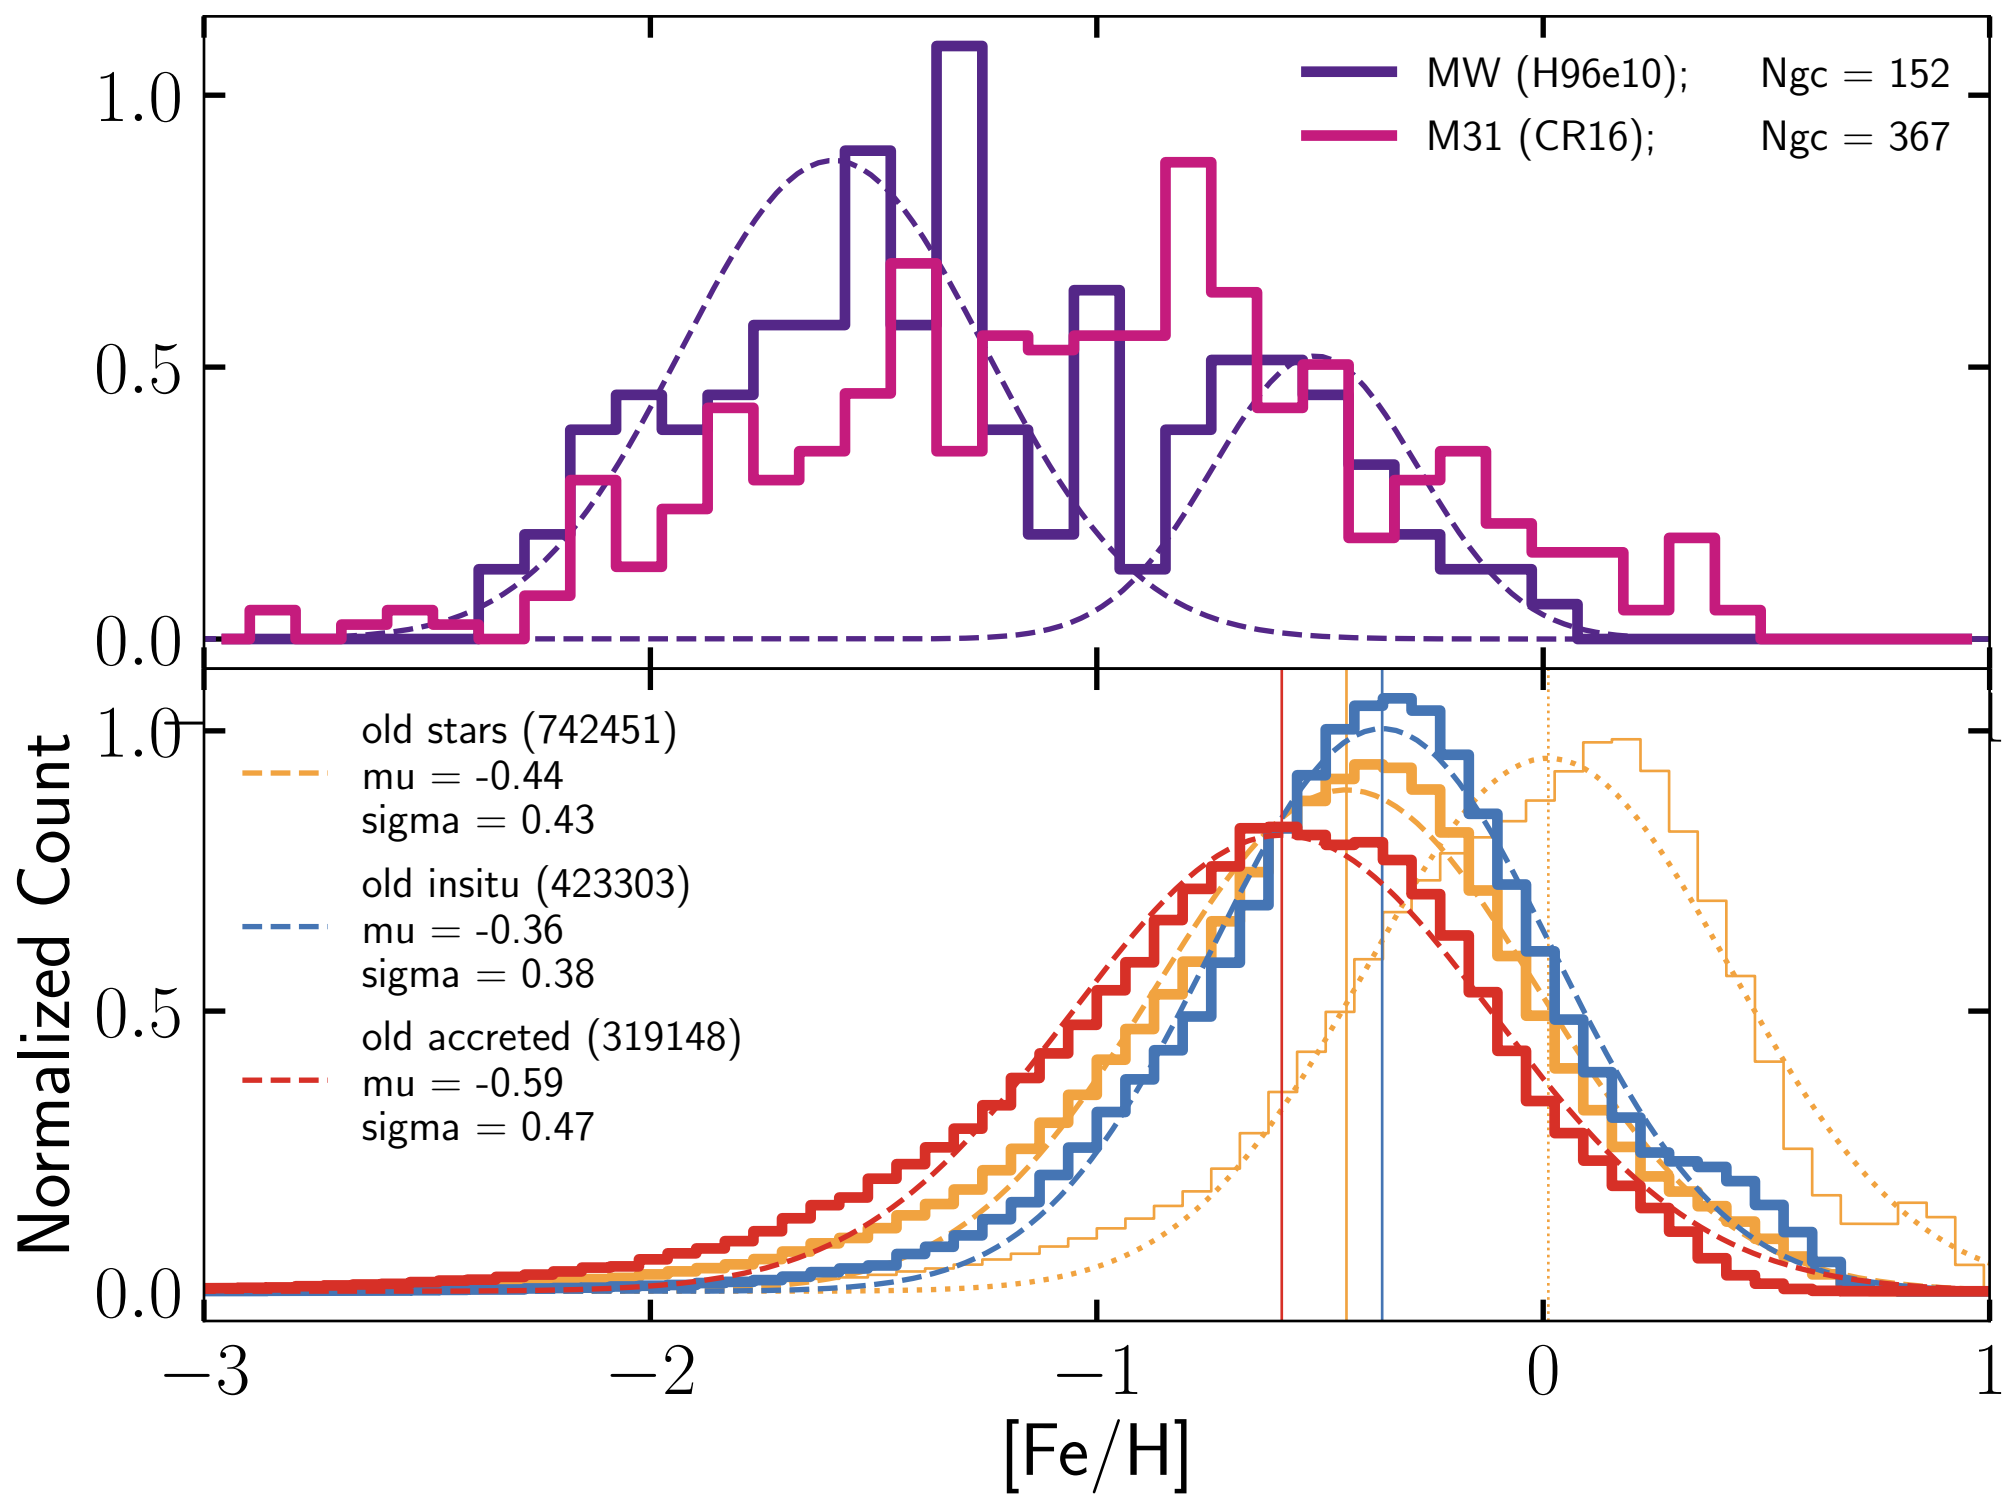 1.0
0.5
0.0
MW (H96e10); Ngc = 152
M31 (CR16); Ngc = 367
Normalized Count
1.0
0.5
0.0
old stars (742451)
mu = -0.44
sigma = 0.43
old insitu (423303)
mu = -0.36
sigma = 0.38
old accreted (319148)
mu = -0.59
sigma = 0.47
−3 −2 −1 0 1
[Fe/H]